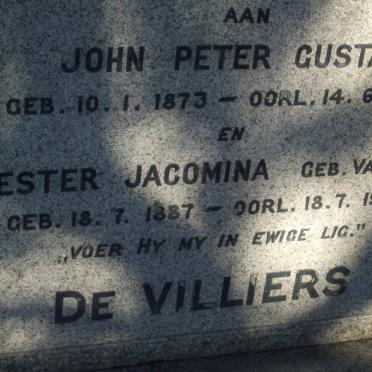 AAN
JOHN PETER GUSTA
GEB. 10. 1. 1873 — OORL. 14. 6
EN
ESTER JACOMINA GEB. VA
GEB. 18. 7. 1887 — OORL. 18. 7. 1
„VOER HY MY IN EWIGE LIG."
DE VILLIERS